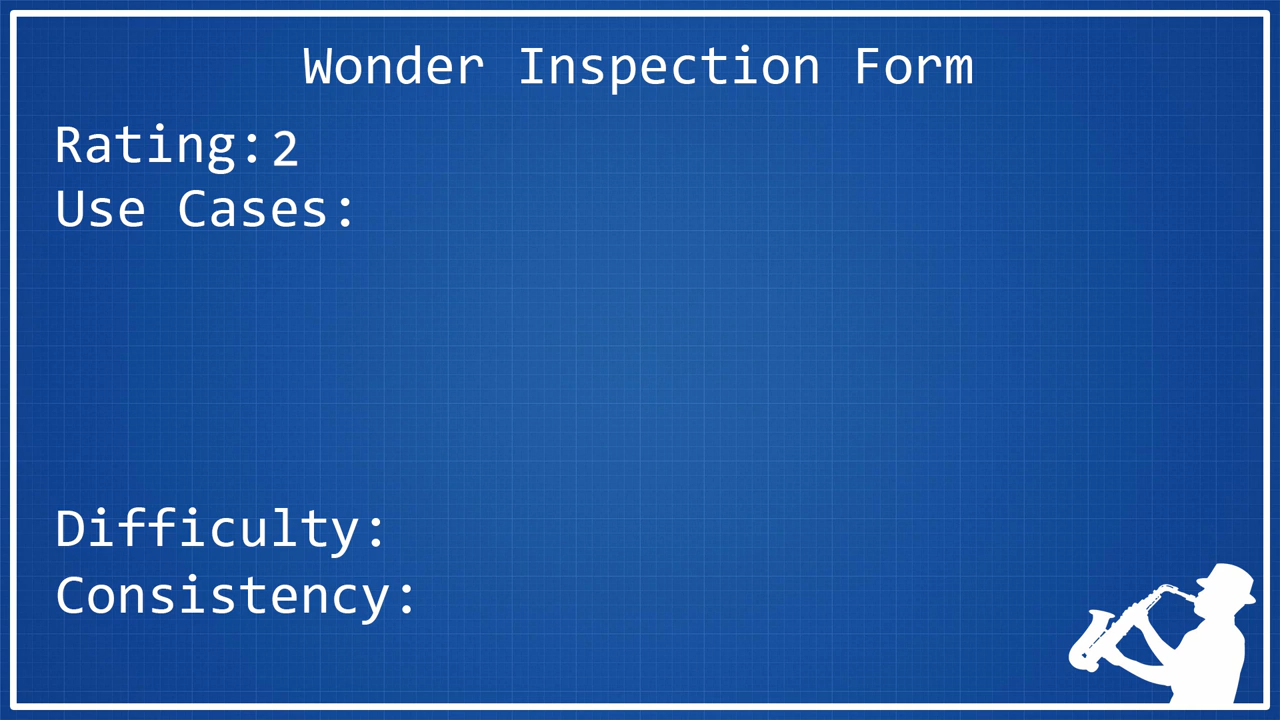 Wonder Inspection Form
Rating:2
Use Cases:
Difficulty:
Consistency: